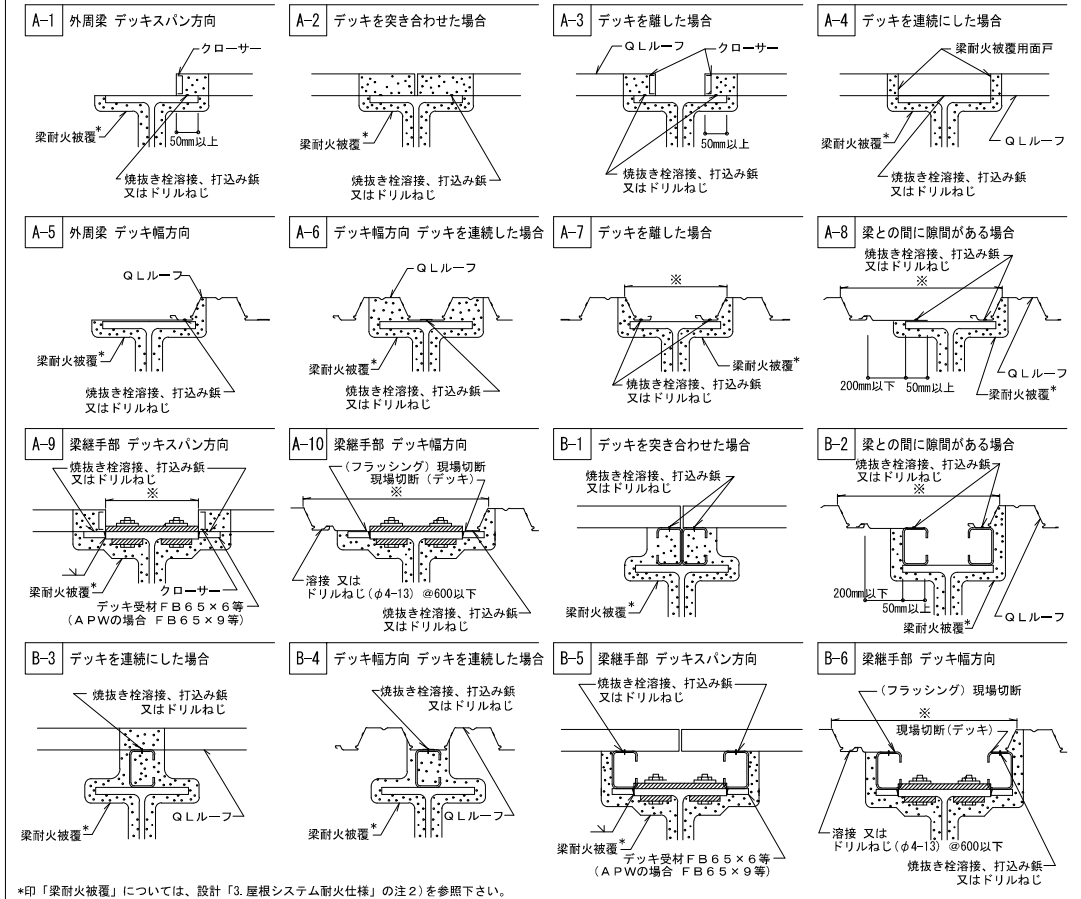 A-1 外周梁 デッキスパン方向
クローサー
梁耐火被覆*
50mm以上
焼抜き栓溶接、打込み鋲
又はドリルねじ
A-2 デッキを突き合わせた場合
梁耐火被覆*
焼抜き栓溶接、打込み鋲
又はドリルねじ
A-3 デッキを離した場合
QLルーフ
クローサー
50mm以上
焼抜き栓溶接、打込み鋲
又はドリルねじ
A-4 デッキを連続にした場合
梁耐火被覆用面戸
梁耐火被覆*
QLルーフ
焼抜き栓溶接、打込み鋲
又はドリルねじ
A-5 外周梁 デッキ幅方向
QLルーフ
梁耐火被覆*
焼抜き栓溶接、打込み鋲
又はドリルねじ
A-6 デッキ幅方向 デッキを連続した場合
QLルーフ
梁耐火被覆*
焼抜き栓溶接、打込み鋲
又はドリルねじ
A-7 デッキを離した場合
※
梁耐火被覆*
焼抜き栓溶接、打込み鋲
又はドリルねじ
A-8 梁との間に隙間がある場合
焼抜き栓溶接、打込み鋲
又はドリルねじ
※
QLルーフ
200mm以下
50mm以上
梁耐火被覆*
A-9 梁継手部 デッキスパン方向
焼抜き栓溶接、打込み鋲
又はドリルねじ
※
梁耐火被覆*
クローサー
デッキ受材FB65×6等
(APWの場合 FB65×9等)
A-10 梁継手部 デッキ幅方向
(フラッシング)現場切断
現場切断(デッキ)
※
溶接 又は
ドリルねじ(φ4-13) @600以下
焼抜き栓溶接、打込み鋲
又はドリルねじ
B-1 デッキを突き合わせた場合
焼抜き栓溶接、打込み鋲
又はドリルねじ
梁耐火被覆*
B-2 梁との間に隙間がある場合
焼抜き栓溶接、打込み鋲
又はドリルねじ
※
200mm以下
50mm以上
梁耐火被覆*
QLルーフ
B-3 デッキを連続にした場合
焼抜き栓溶接、打込み鋲
又はドリルねじ
QLルーフ
梁耐火被覆*
B-4 デッキ幅方向 デッキを連続した場合
焼抜き栓溶接、打込み鋲
又はドリルねじ
QLルーフ
梁耐火被覆*
B-5 梁継手部 デッキスパン方向
焼抜き栓溶接、打込み鋲
又はドリルねじ
梁耐火被覆*
デッキ受材FB65×6等
(APWの場合 FB65×9等)
B-6 梁継手部 デッキ幅方向
(フラッシング)現場切断
※
現場切断(デッキ)
溶接 又は
ドリルねじ(φ4-13) @600以下
焼抜き栓溶接、打込み鋲
又はドリルねじ
*印「梁耐火被覆」については、設計「3.屋根システム耐火仕様」の注2)を参照下さい。